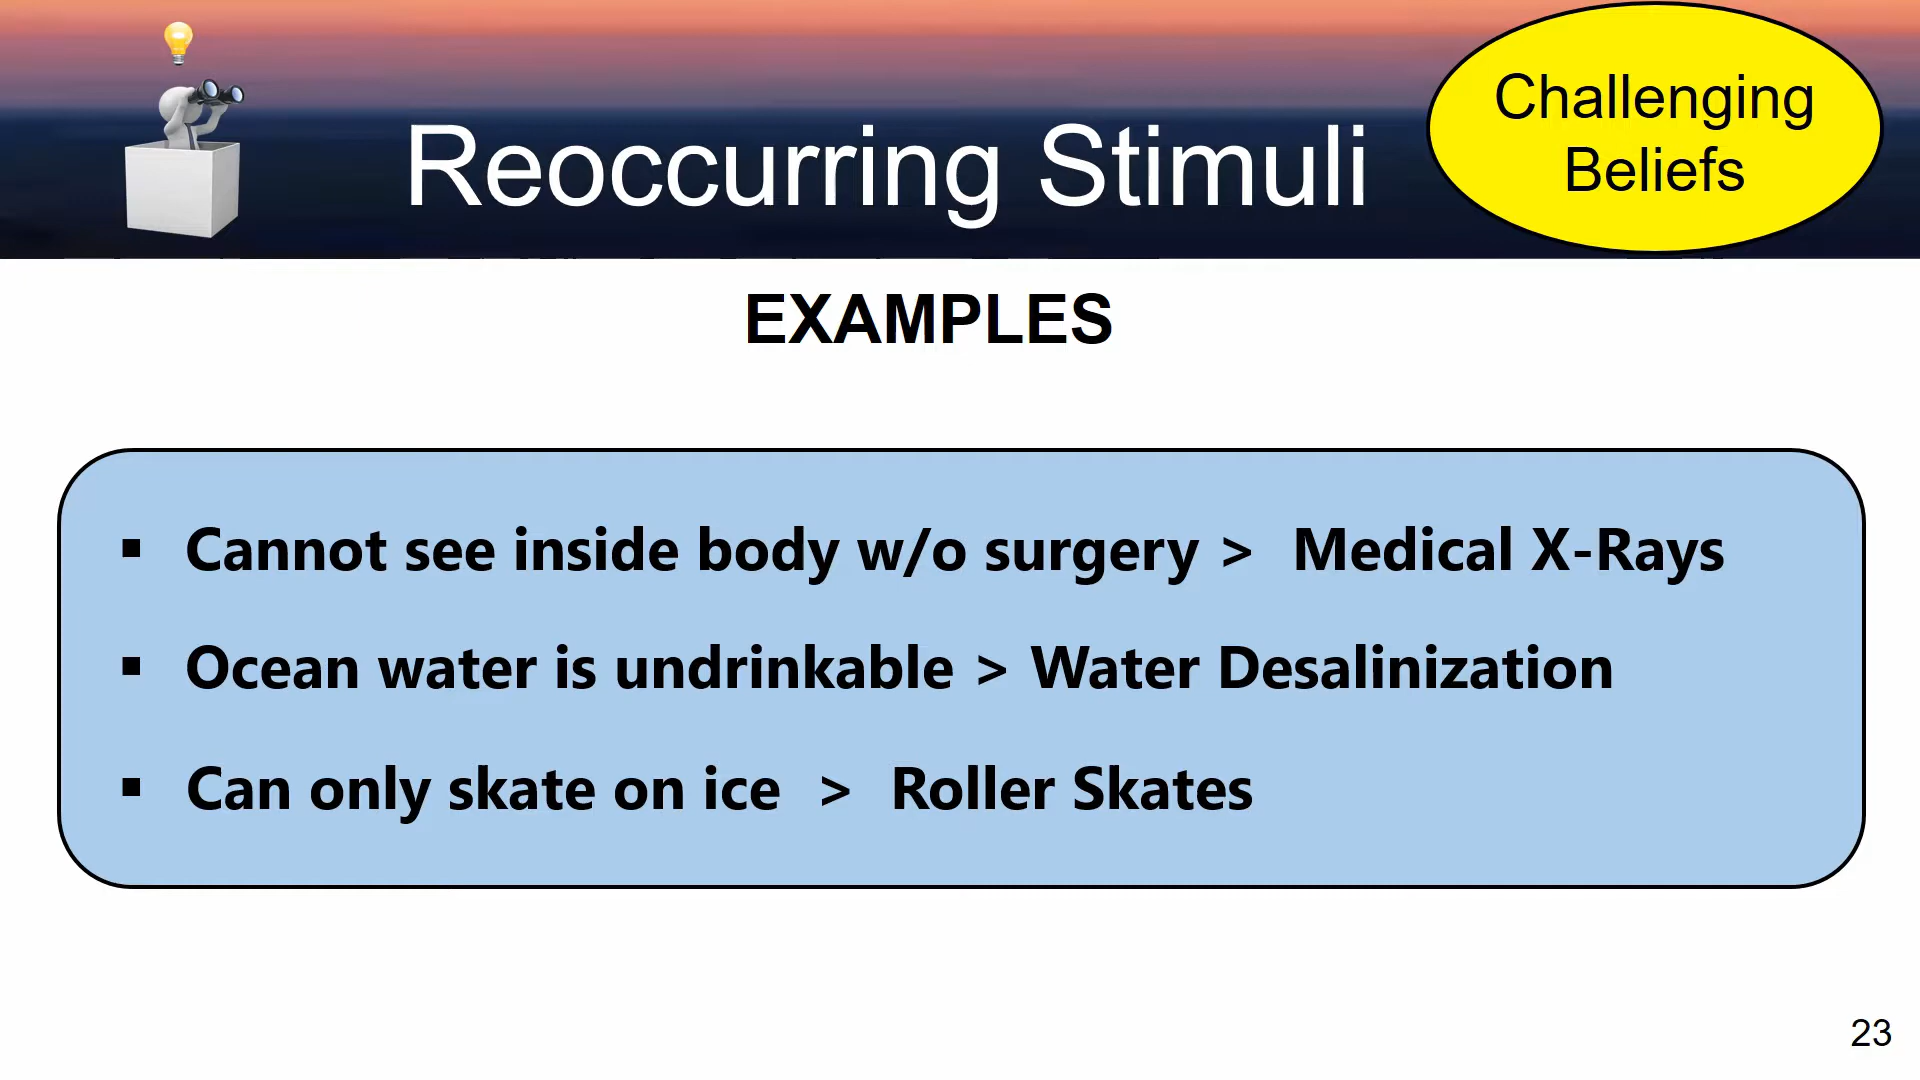 Reoccurring Stimuli
Challenging
Beliefs
EXAMPLES
▪ Cannot see inside body w/o surgery > Medical X-Rays
▪ Ocean water is undrinkable > Water Desalinization
▪ Can only skate on ice > Roller Skates
23